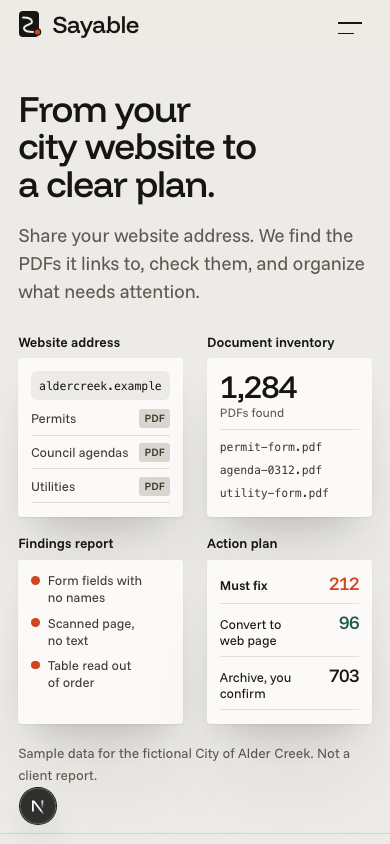 Sayable
From your
city website to
a clear plan.
Share your website address. We find the
PDFs it links to, check them, and organize
what needs attention.
Website address
aldercreek.example
Permits PDF
Council agendas PDF
Utilities PDF
Document inventory
1,284
PDFs found
permit-form.pdf
agenda-0312.pdf
utility-form.pdf
Findings report
Form fields with
no names
Scanned page,
no text
Table read out
of order
Action plan
Must fix 212
Convert to 96
web page
Archive, you 703
confirm
Sample data for the fictional City of Alder Creek. Not a
client report.
N